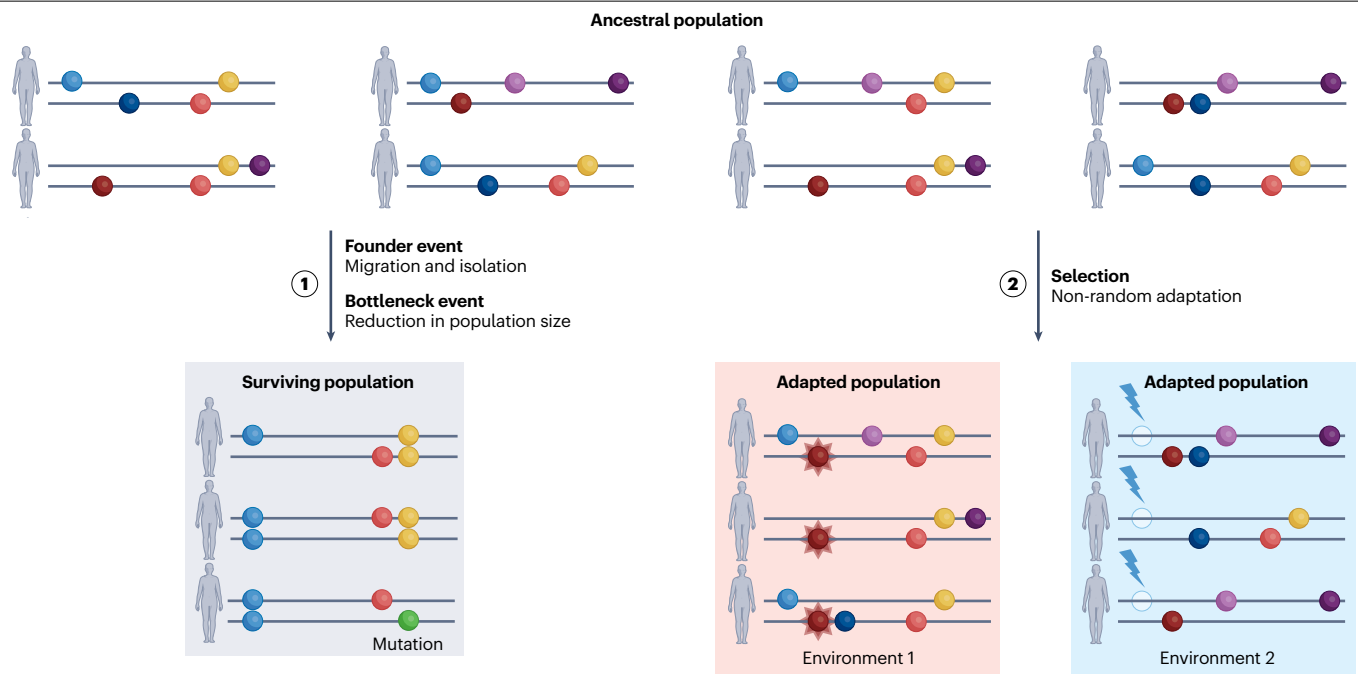 Ancestral population
1
Founder event
Migration and isolation
Bottleneck event
Reduction in population size
2
Selection
Non-random adaptation
Surviving population
Mutation
Adapted population
Environment 1
Adapted population
Environment 2